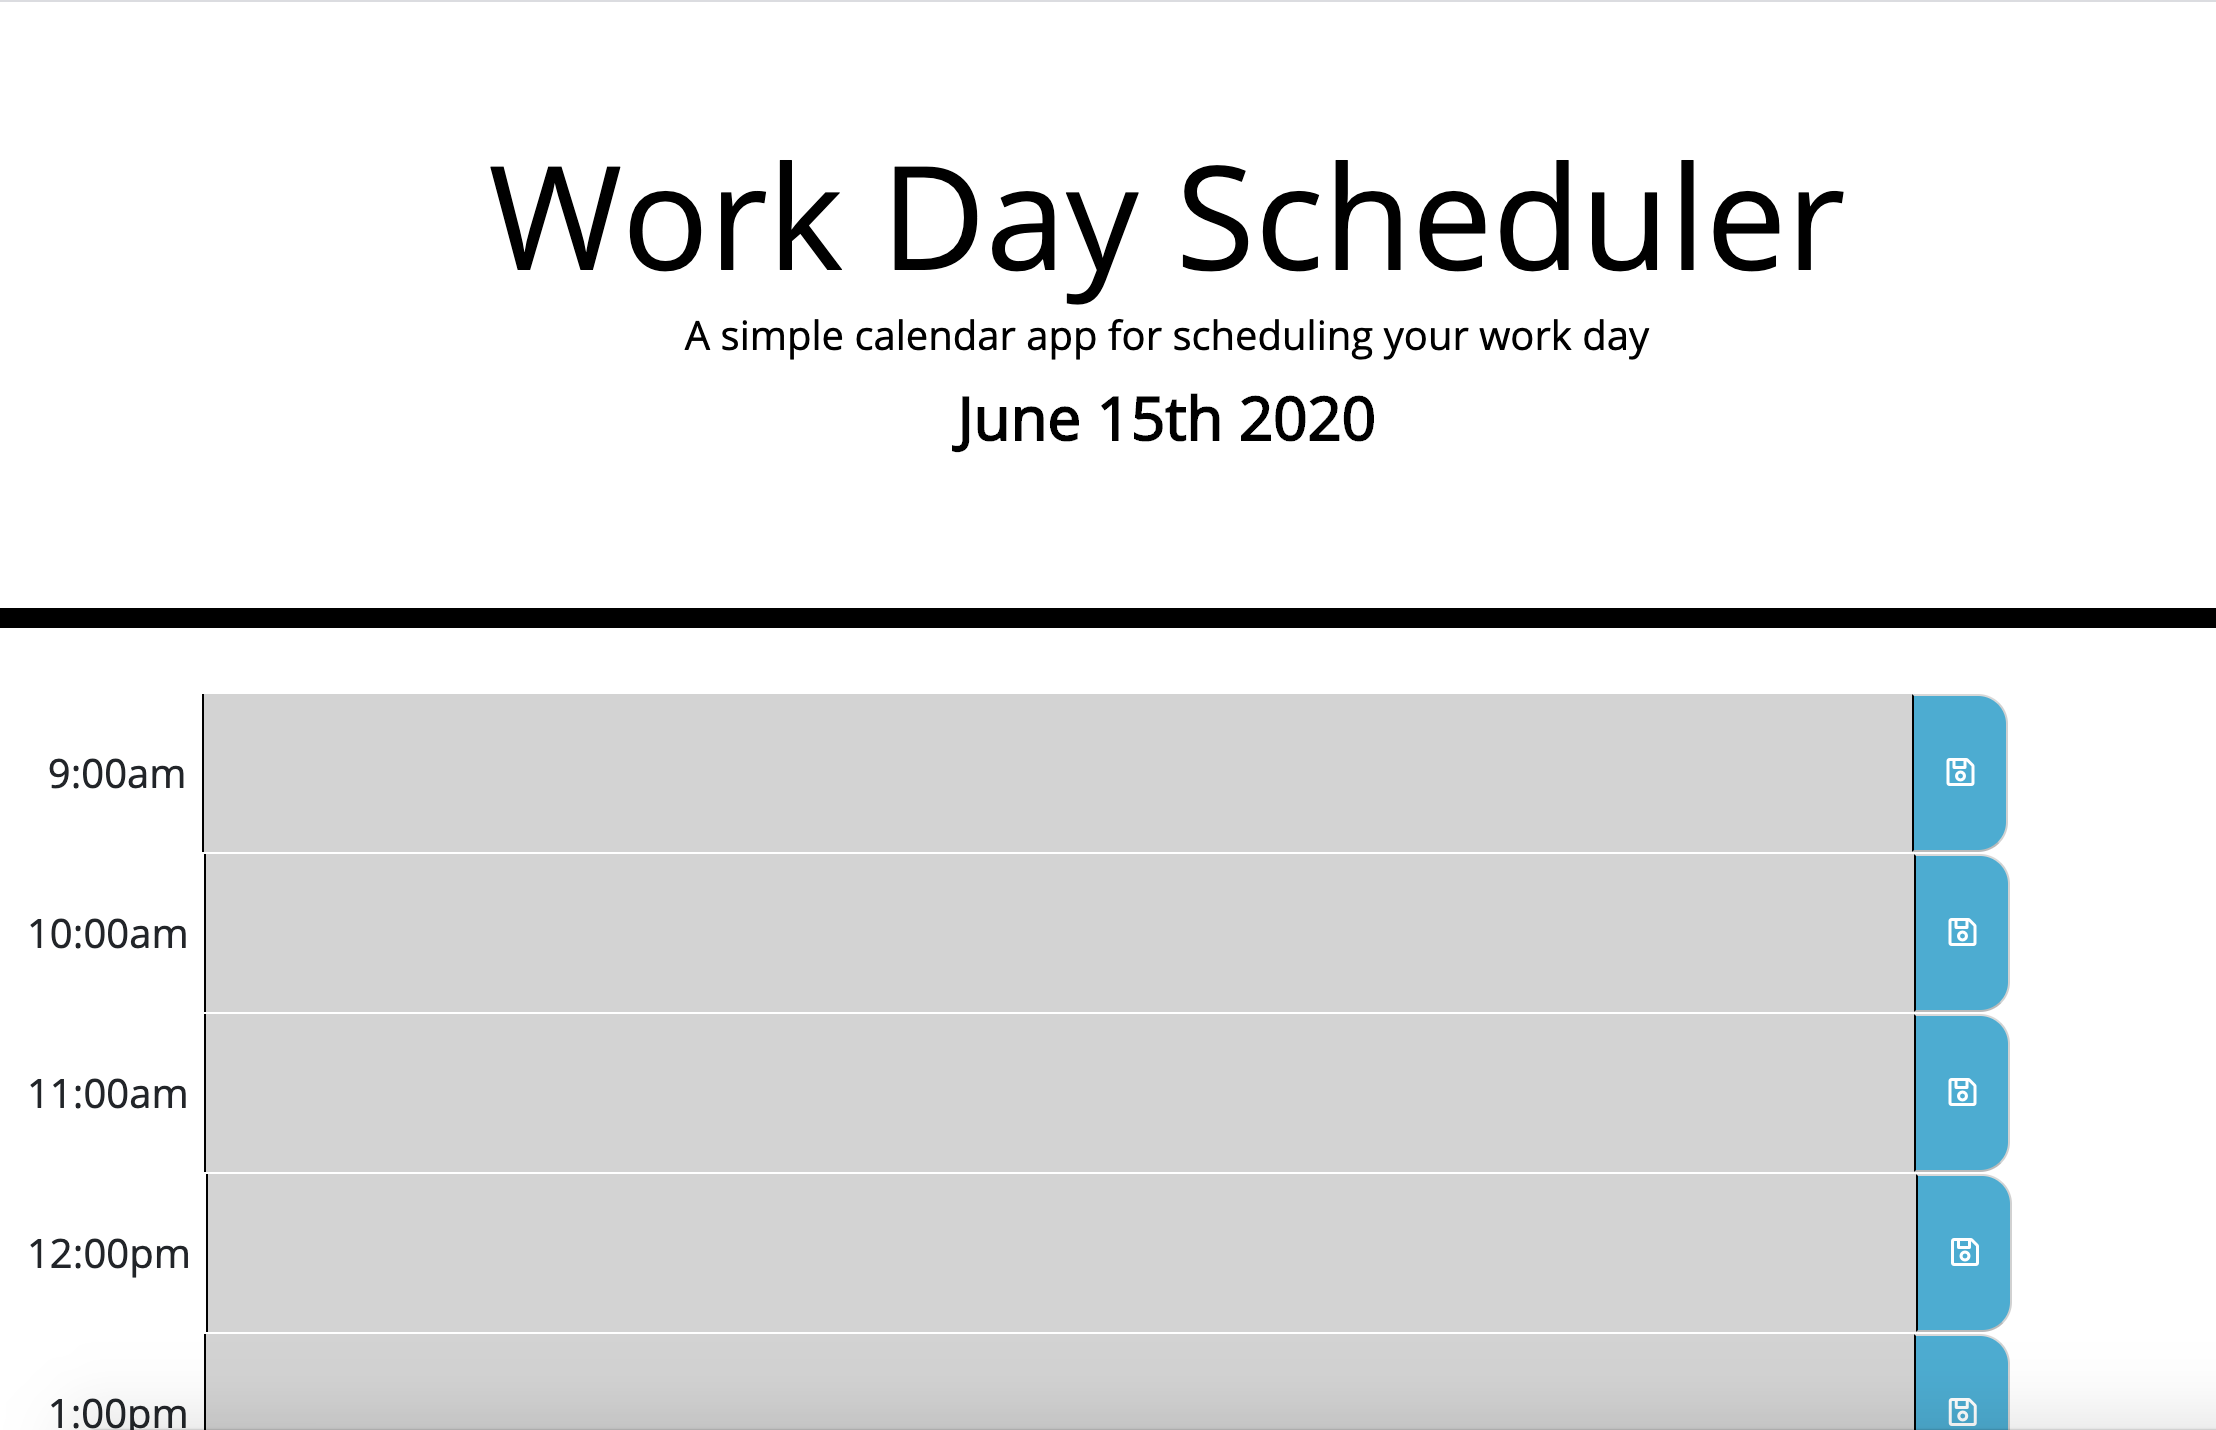 Work Day Scheduler
A simple calendar app for scheduling your work day
June 15th 2020
9:00am
10:00am
11:00am
12:00pm
1:00pm